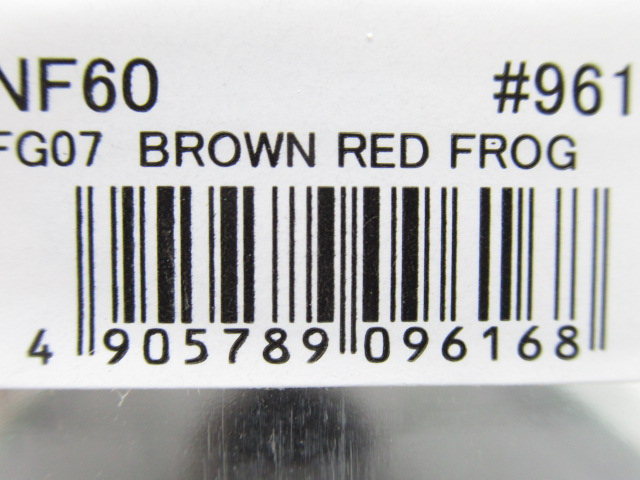 NF60 #961
FG07 BROWN RED FROG
4 905789 096168